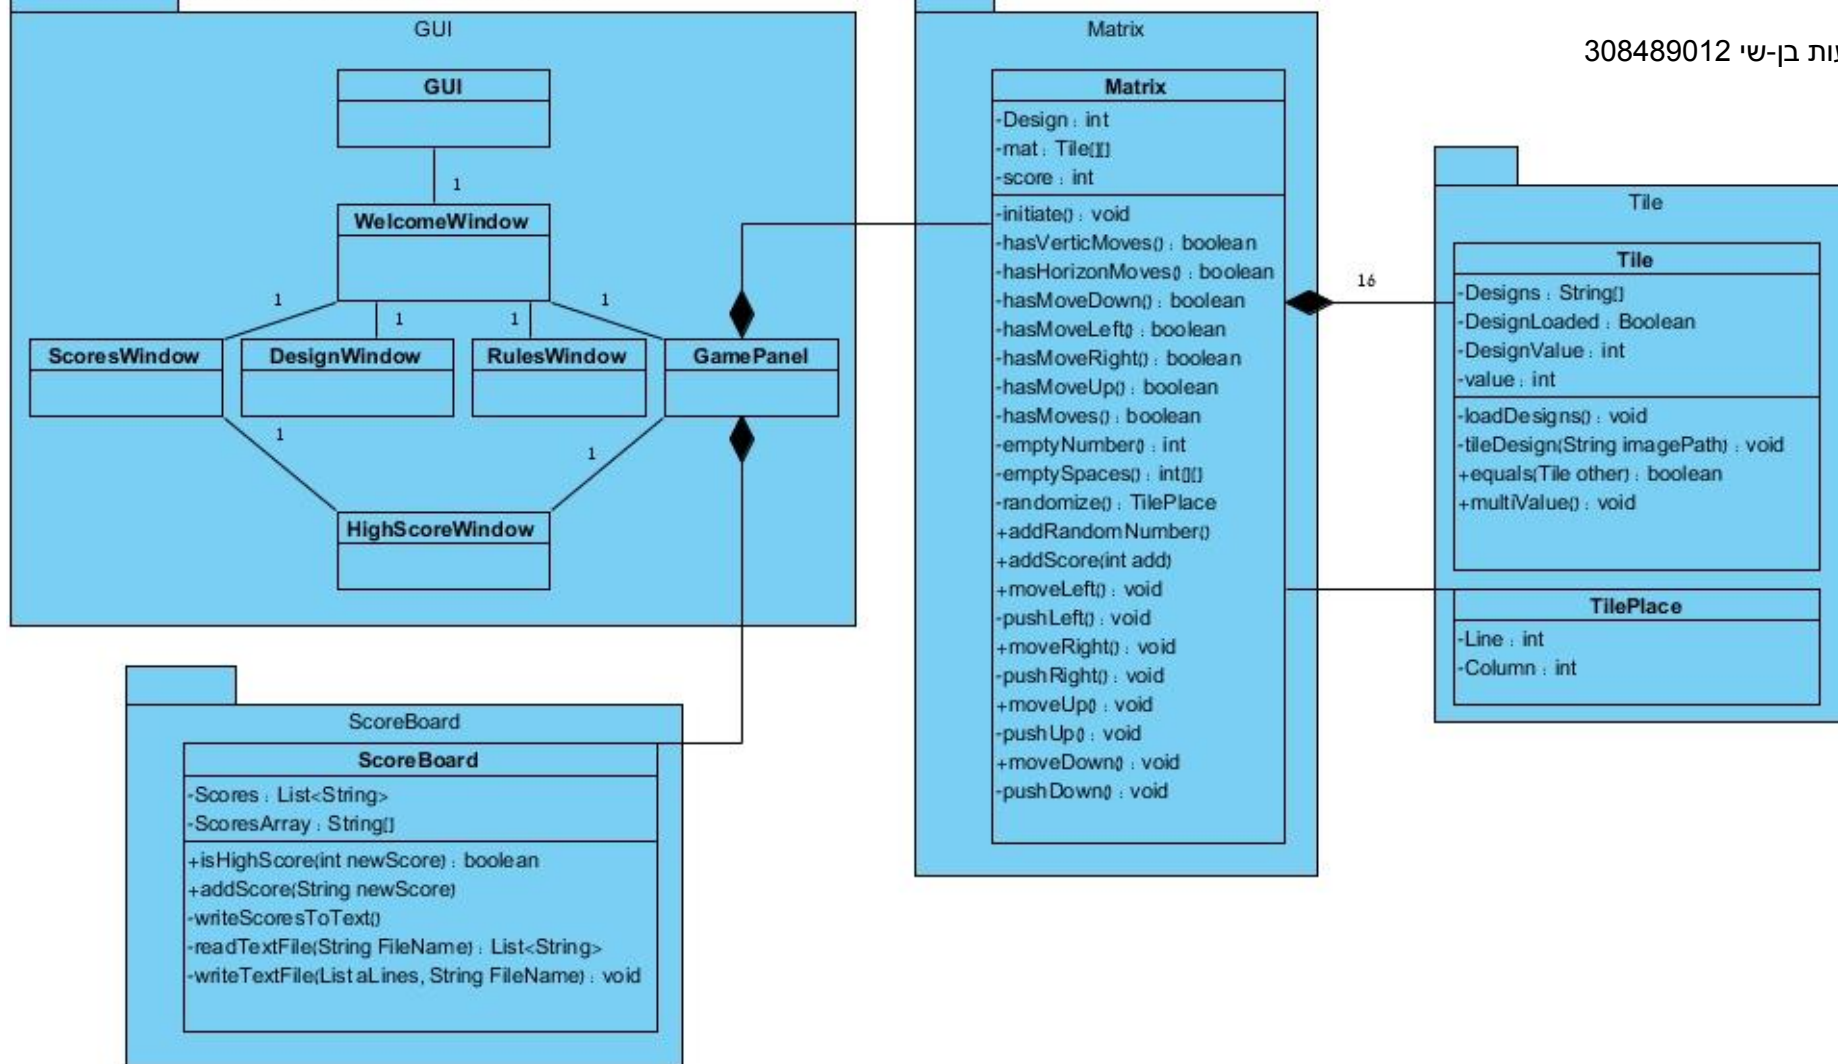 GUI
GUI
1
WelcomeWindow
1
1
1
1
ScoresWindow
DesignWindow
RulesWindow
GamePanel
1
1
HighScoreWindow
ScoreBoard
ScoreBoard
-Scores : List<String>
-ScoresArray : String[]
+isHighScore(int newScore) : boolean
+addScore(String newScore)
-writeScoresToText()
-readTextFile(String FileName) : List<String>
-writeTextFile(List aLines, String FileName) : void
Matrix
Matrix
-Design : int
-mat : Tile[][]
-score : int
-initiate() : void
-hasVerticMoves() : boolean
-hasHorizonMoves() : boolean
-hasMoveDown() : boolean
-hasMoveLeft() : boolean
-hasMoveRight() : boolean
-hasMoveUp() : boolean
-hasMoves() : boolean
-emptyNumber() : int
-emptySpaces() : int[][]
-randomize() : TilePlace
+addRandomNumber()
+addScore(int add)
+moveLeft() : void
-pushLeft() : void
+moveRight() : void
-pushRight() : void
+moveUp() : void
-pushUp() : void
+moveDown() : void
-pushDown() : void
16
בן-שי 308489012
Tile
Tile
-Designs : String[]
-DesignLoaded : Boolean
-DesignValue : int
-value : int
-loadDesigns() : void
-tileDesign(String imagePath) : void
+equals(Tile other) : boolean
+multiValue() : void
TilePlace
-Line : int
-Column : int